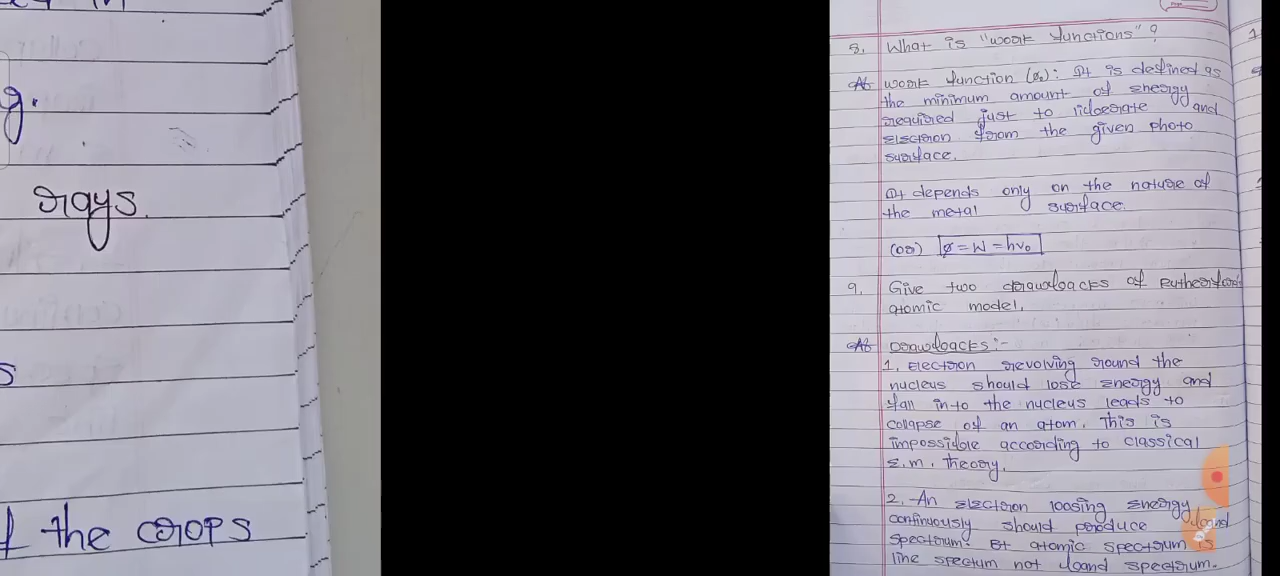 g.
rays.
s
f the crops
8. What is "work functions" ?
work function (ø₀): It is defined as
the minimum amount of energy
required just to liberate and
electron from the given photo
surface.
It depends only on the nature of
the metal surface.
(or) ø = W = hv₀
9. Give two drawbacks of Rutherford
atomic model.
Drawbacks:-
1. Electron revolving round the
nucleus should lose energy and
fall into the nucleus leads to
collapse of an atom. This is
impossible according to classical
E.m. Theory.
2. An electron loosing energy
continuously should produce band
spectrum. Bt atomic spectrum is
line spectum not band spectrum.